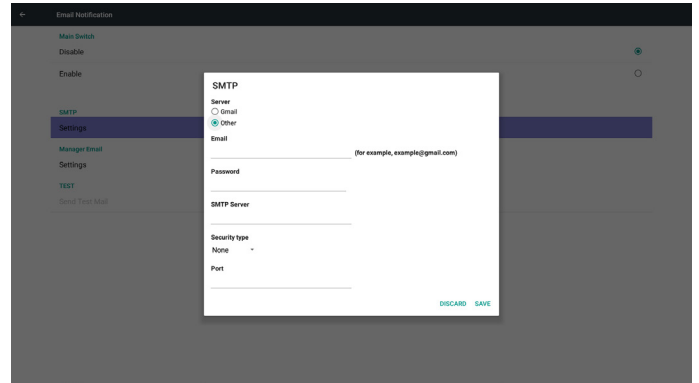 Email Notification
Main Switch
Disable
Enable
SMTP
Settings
Manager Email
Settings
TEST
Send Test Mail
SMTP
Server
Gmail
Other
Email
(for example, example@gmail.com)
Password
SMTP Server
Security type
None
Port
DISCARD SAVE